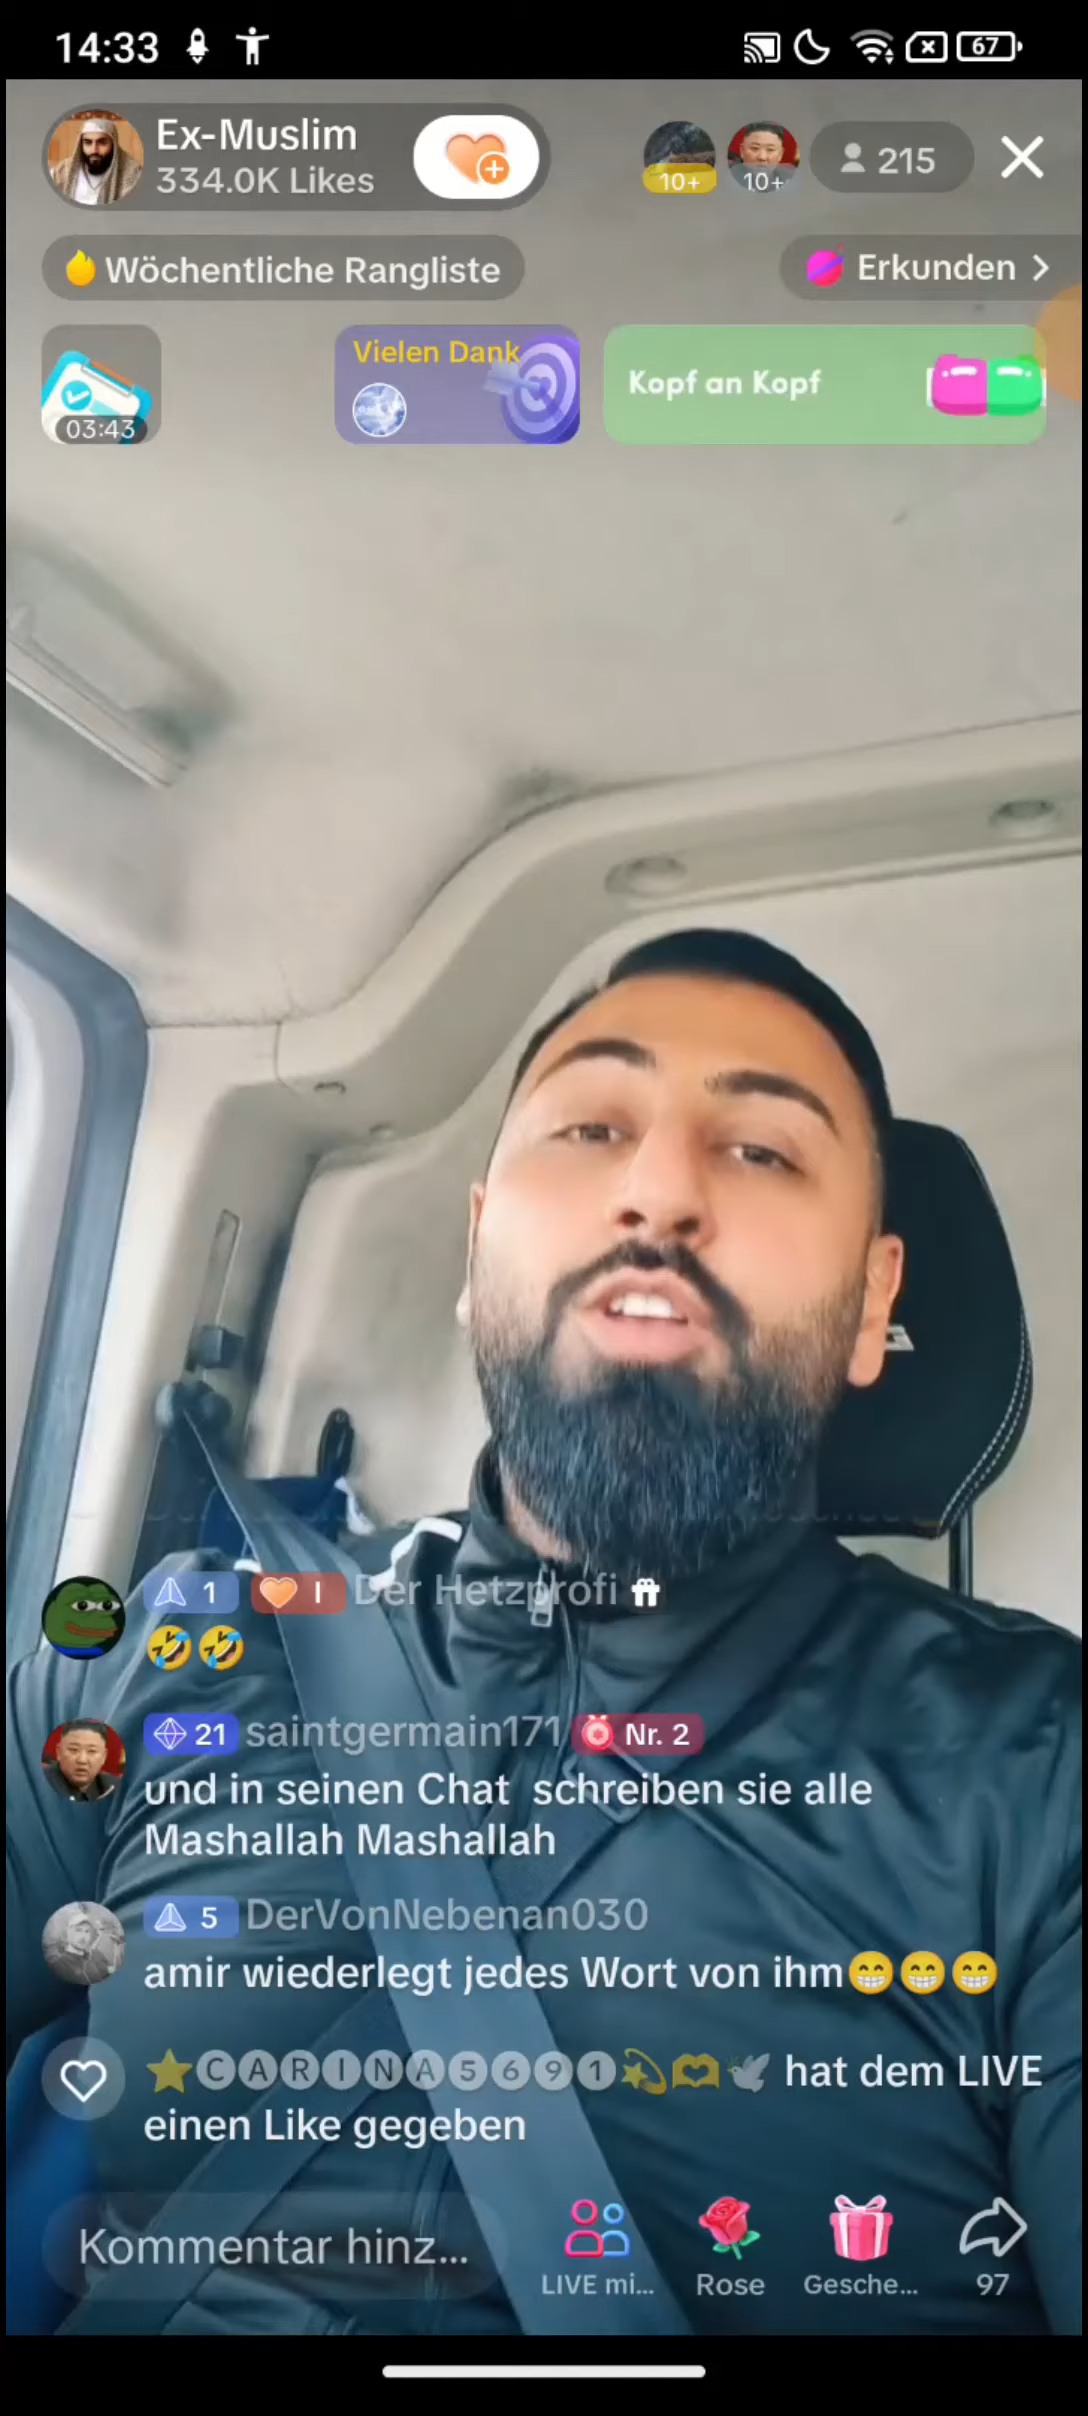 14:33
67
Ex-Muslim
334.0K Likes
10+
10+
215
Wöchentliche Rangliste
Erkunden >
03:43
Vielen Dank
Kopf an Kopf
1 I Der Hetzprofi
🤣🤣
21 saintgermain171 Nr. 2
und in seinen Chat schreiben sie alle
Mashallah Mashallah
5 DerVonNebenan030
amir wiederlegt jedes Wort von ihm😁😁😁
⭐🅒🅐🅡🅘🅝🅐➎➏➒➊💫🫶🕊️ hat dem LIVE
einen Like gegeben
Kommentar hinz...
LIVE mi...
Rose
Gesche...
97